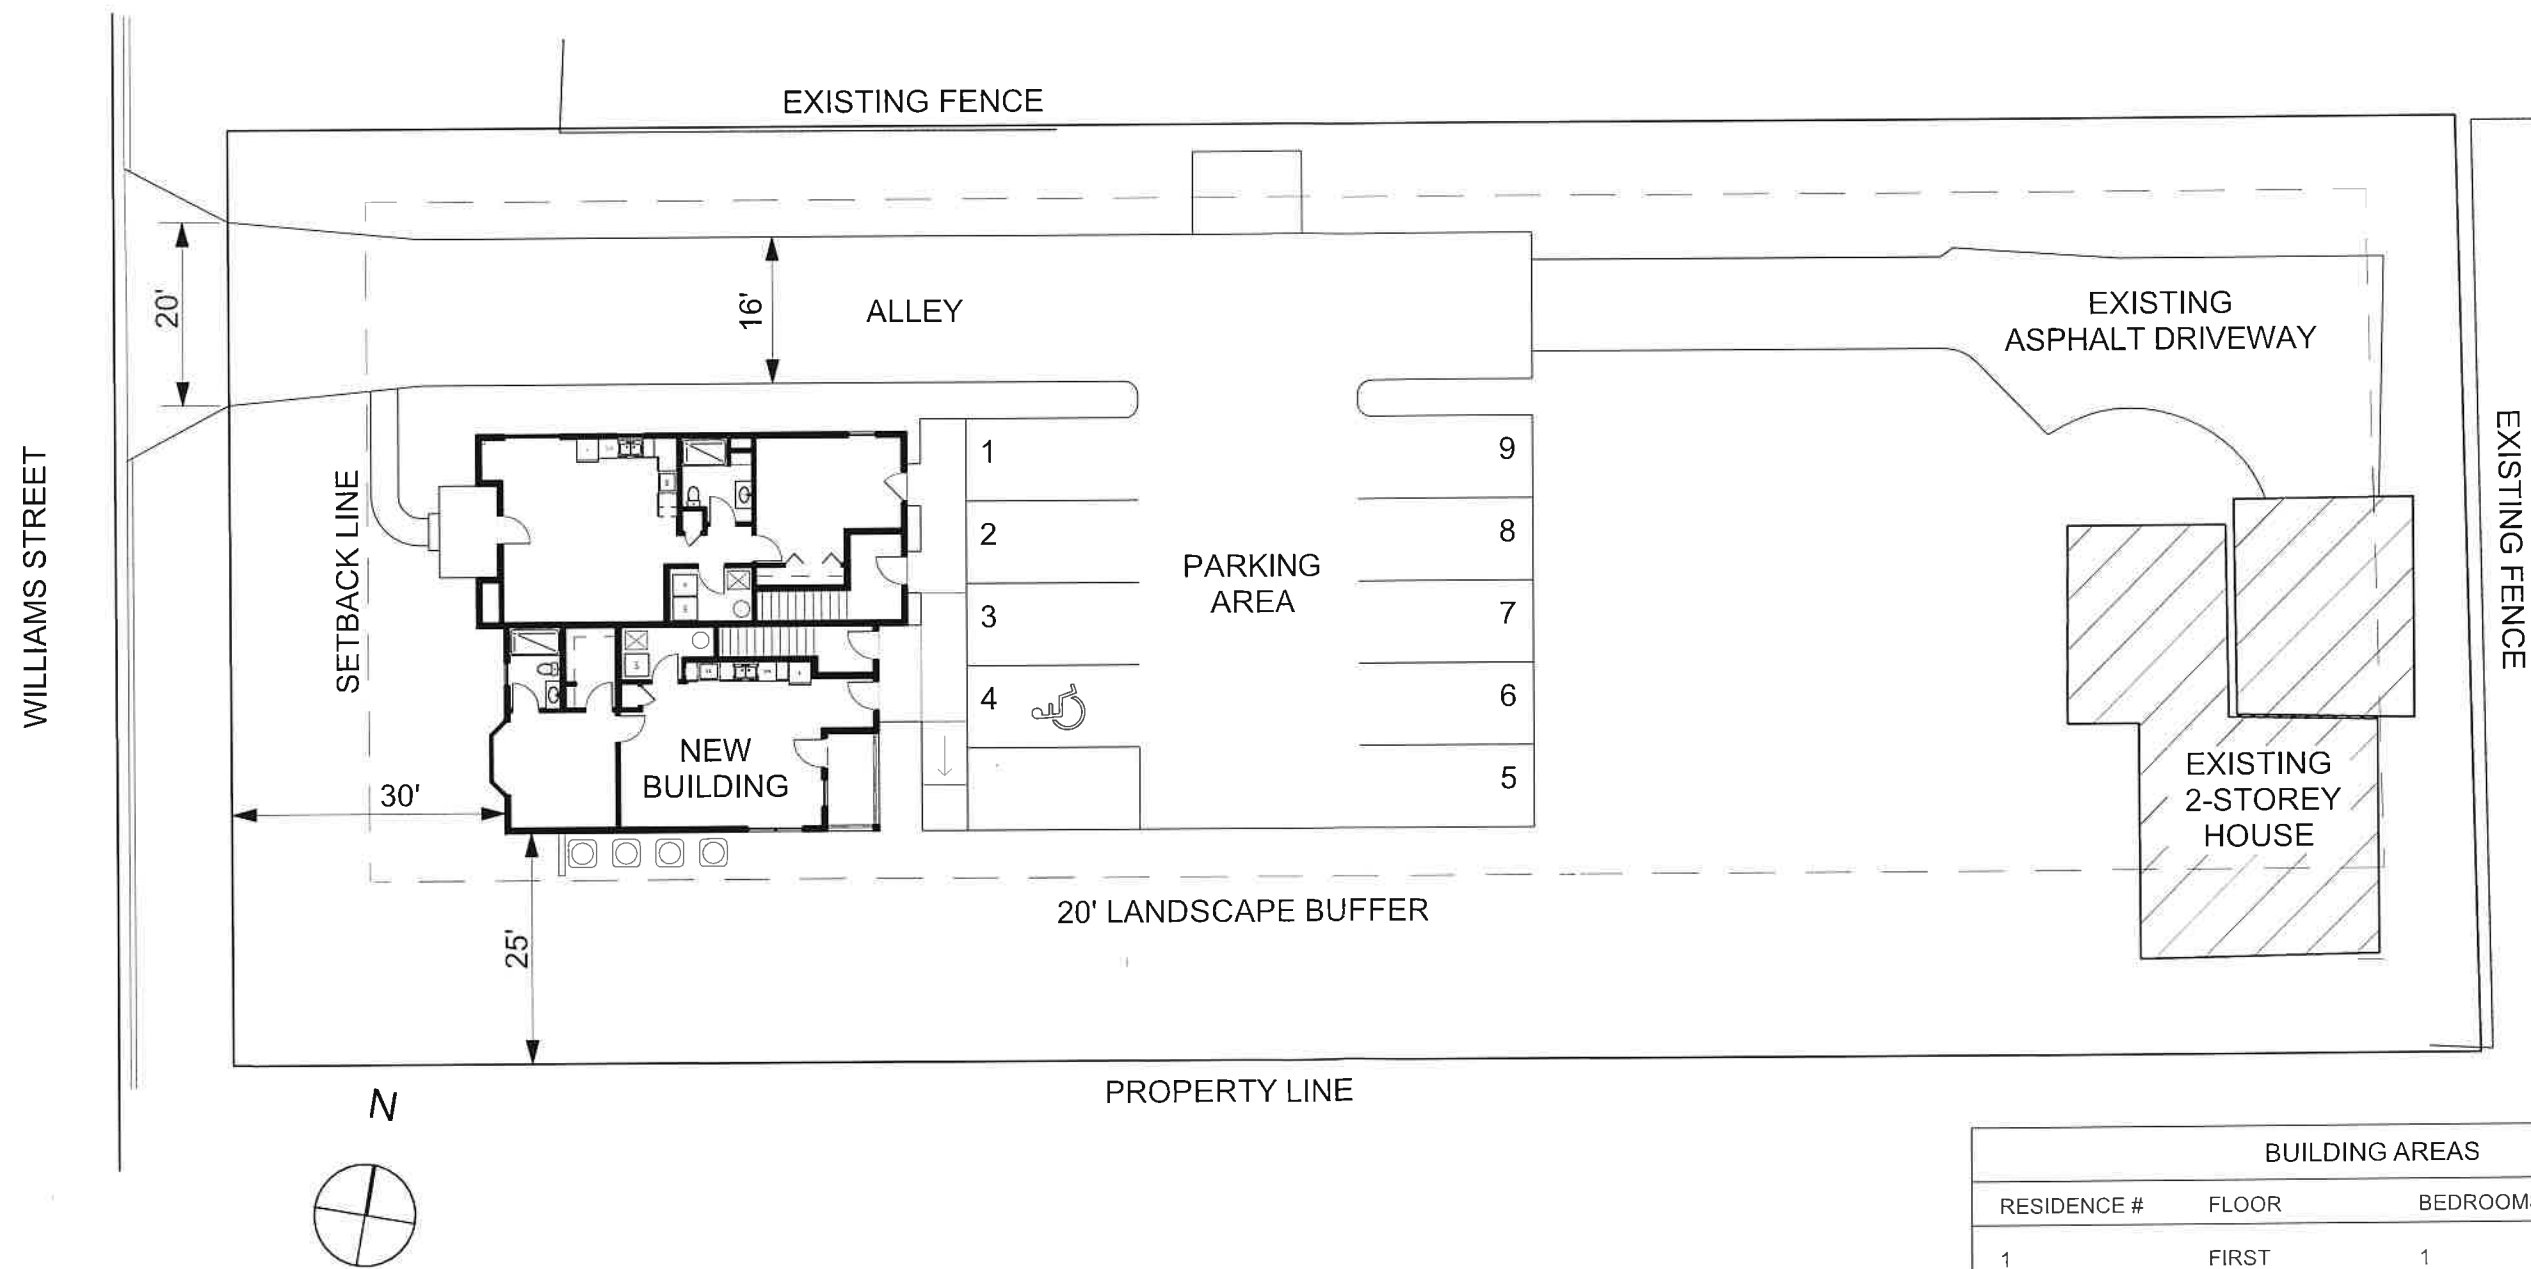 EXISTING FENCE
20'
16'
ALLEY
EXISTING
ASPHALT DRIVEWAY
WILLIAMS STREET
SETBACK LINE
EXISTING FENCE
1
2
3
4
9
8
7
6
5
PARKING
AREA
NEW
BUILDING
30'
25'
EXISTING
2-STOREY
HOUSE
20' LANDSCAPE BUFFER
PROPERTY LINE
N
BUILDING AREAS
RESIDENCE # FLOOR BEDROOM
1 FIRST 1